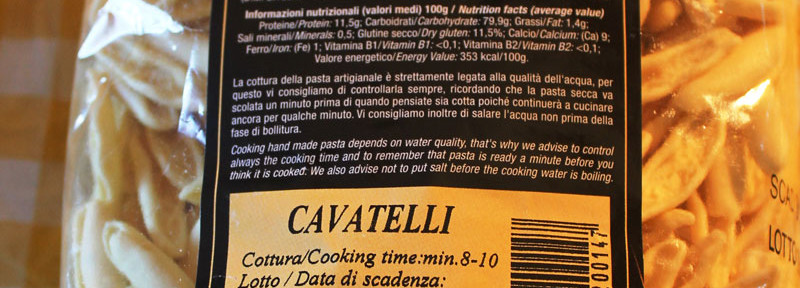 Informazioni nutrizionali (valori medi) 100g / Nutrition facts (average value)
Proteine/Protein: 11,5g; Carboidrati/Carbohydrate: 79,9g; Grassi/Fat: 1,4g;
Sali minerali/Minerals: 0,5; Glutine secco/Dry gluten: 11,5%; Calcio/Calcium: (Ca) 9;
Ferro/Iron: (Fe) 1; Vitamina B1/Vitamin B1: <0,1; Vitamina B2/Vitamin B2: <0,1;
Valore energetico/Energy Value: 353 kcal/100g.
La cottura della pasta artigianale è strettamente legata alla qualità dell'acqua, per
questo vi consigliamo di controllarla sempre, ricordando che la pasta secca va
scolata un minuto prima di quando pensiate sia cotta poiché continuerà a cucinare
ancora per qualche minuto. Vi consigliamo inoltre di salare l'acqua non prima della
fase di bollitura.
Cooking hand made pasta depends on water quality, that's why we advise to control
always the cooking time and to remember that pasta is ready a minute before you
think it is cooked. We also advise not to put salt before the cooking water is boiling.
CAVATELLI
Cottura/Cooking time:min.8-10
Lotto / Data di scadenza:
200147
LOTTO